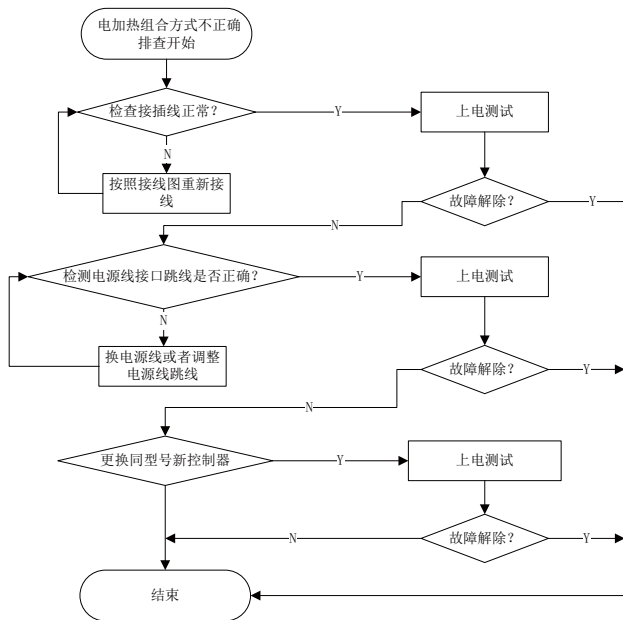 电加热组合方式不正确
排查开始
检查接插线正常?
Y
上电测试
N
按照接线图重新接
线
故障解除?
Y
N
检测电源线接口跳线是否正确?
Y
上电测试
N
换电源线或者调整
电源线跳线
故障解除?
Y
N
更换同型号新控制器
Y
上电测试
故障解除?
Y
N
结束